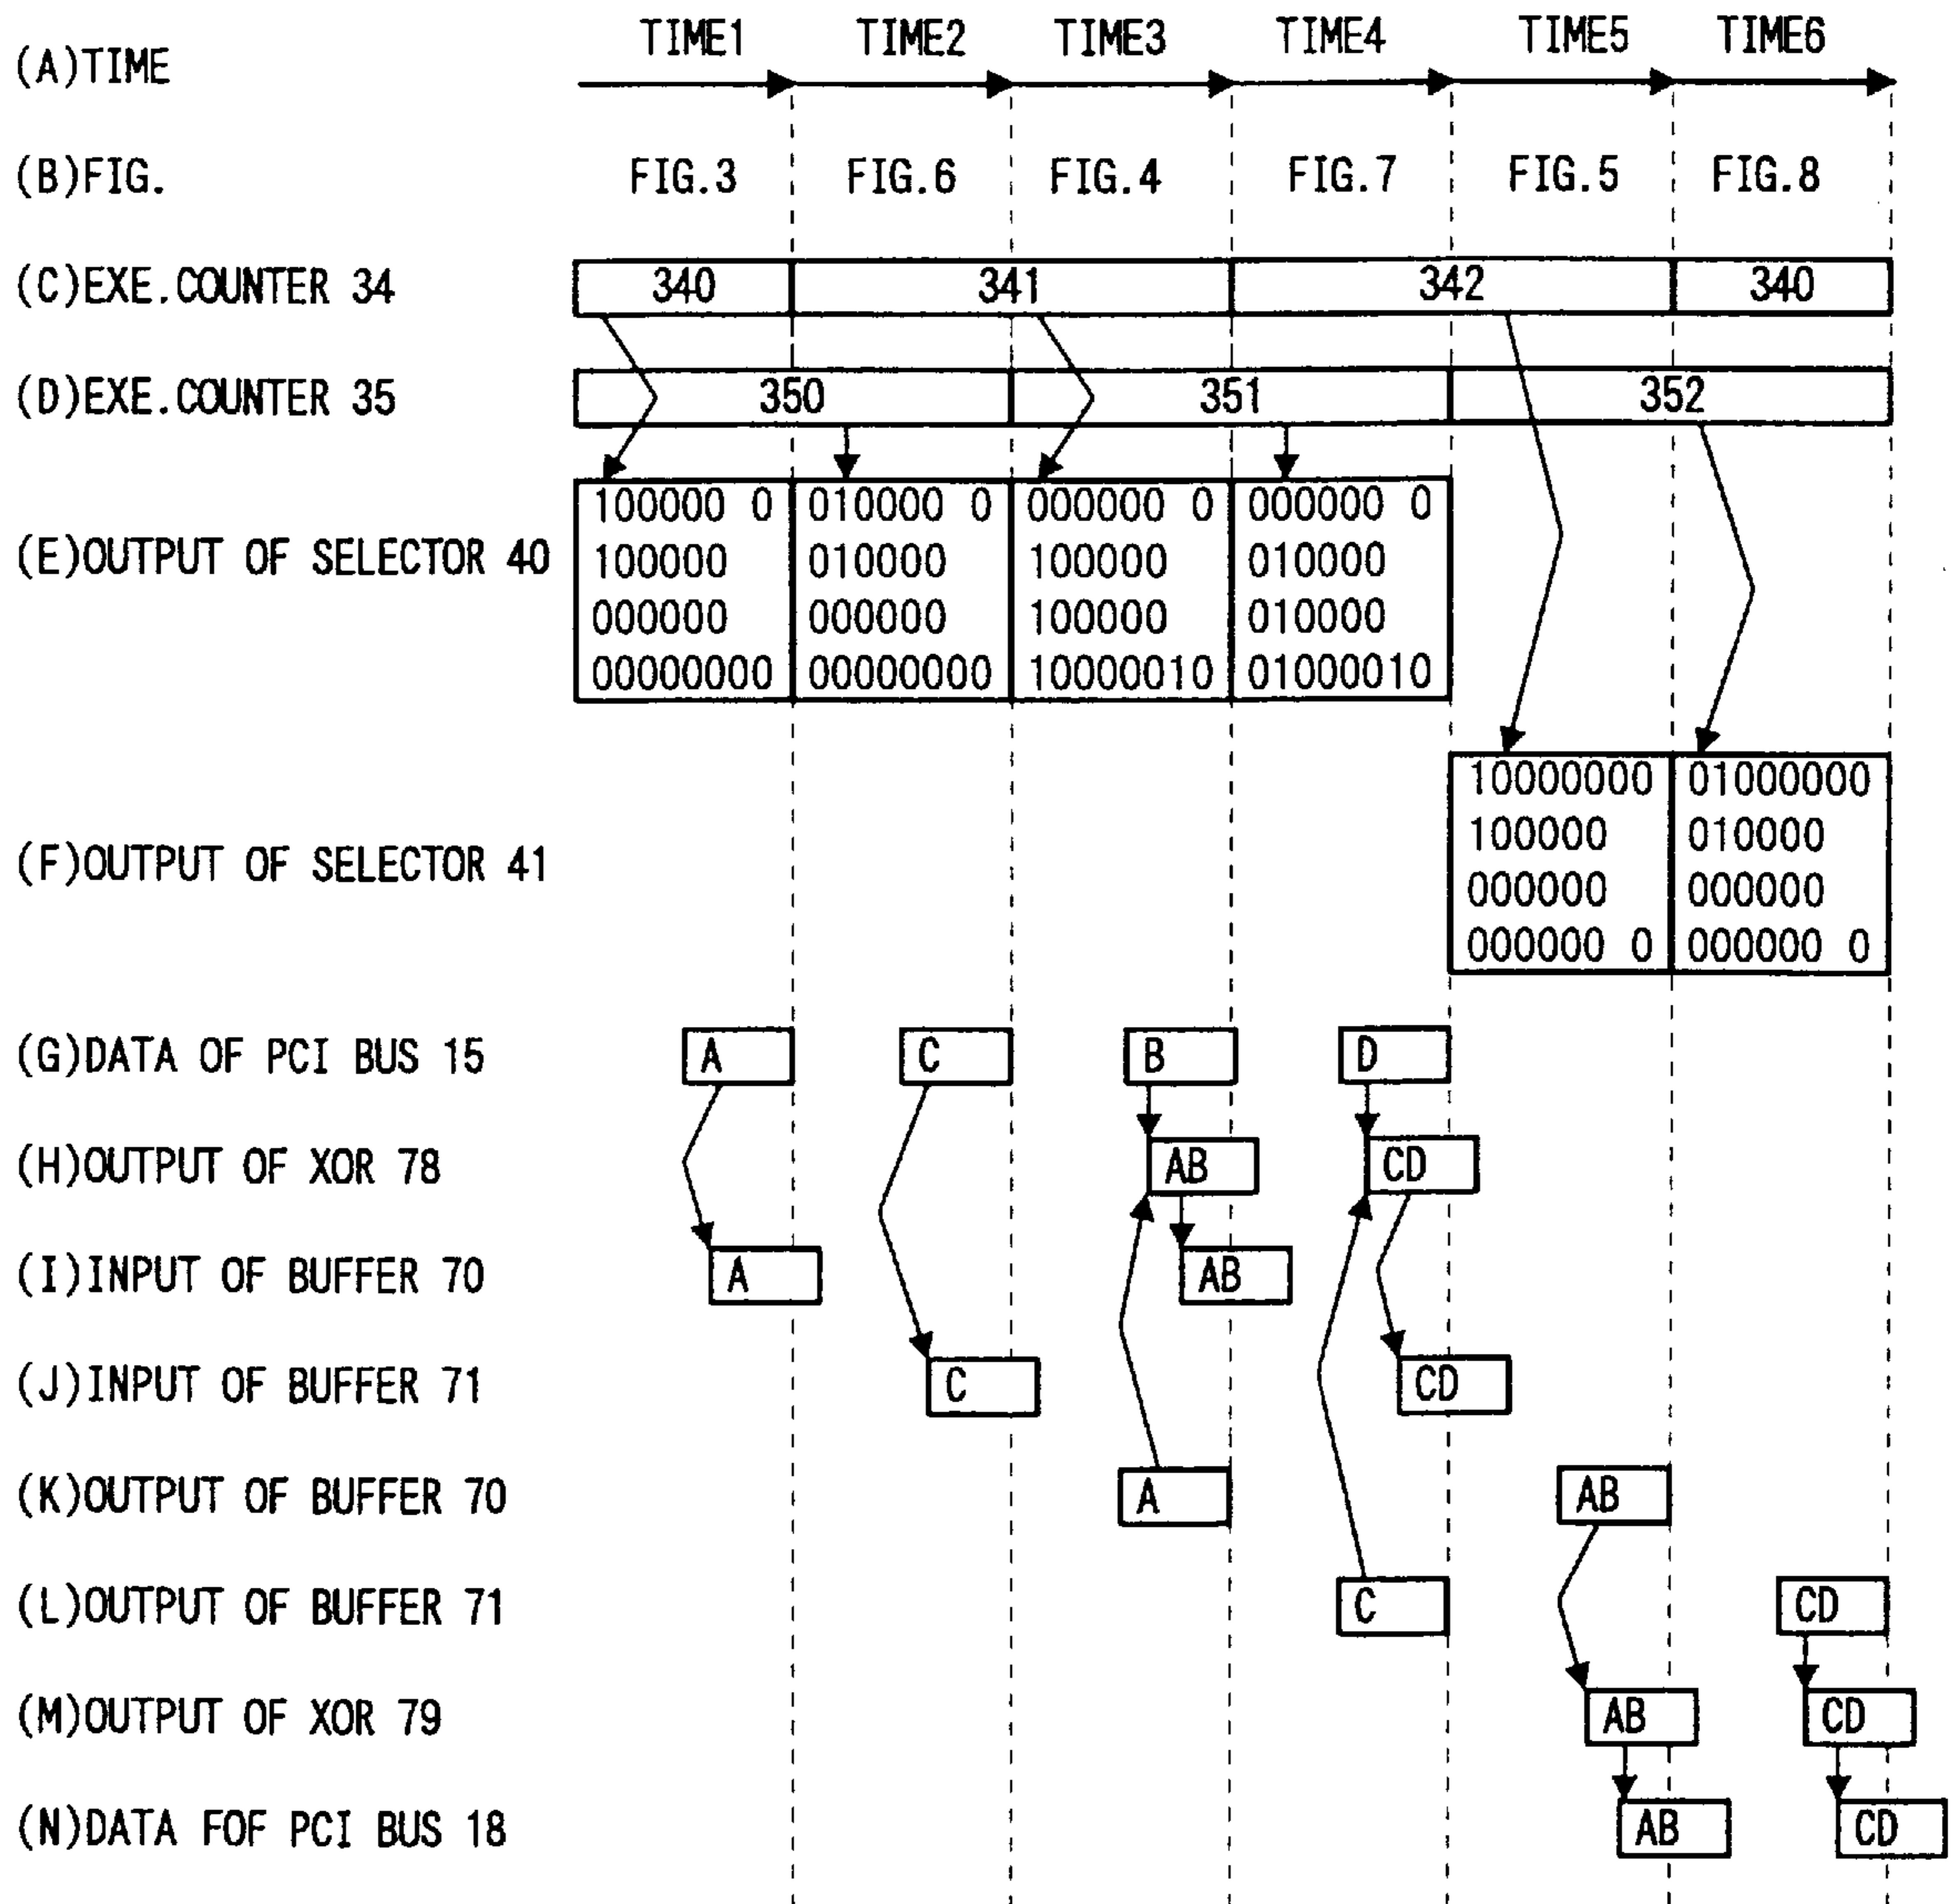 (A)TIME TIME1 TIME2 TIME3 TIME4 TIME5 TIME6
(B)FIG. FIG.3 FIG.6 FIG.4 FIG.7 FIG.5 FIG.8
(C)EXE.COUNTER 34 340 341 342 340
(D)EXE.COUNTER 35 350 351 352
(E)OUTPUT OF SELECTOR 40
100000 0 010000 0 000000 0 000000 0
100000 010000 100000 010000
000000 000000 100000 010000
00000000 00000000 10000010 01000010
(F)OUTPUT OF SELECTOR 41
10000000 01000000
100000 010000
000000 000000
000000 0 000000 0
(G)DATA OF PCI BUS 15 A C B D
(H)OUTPUT OF XOR 78 AB CD
(I)INPUT OF BUFFER 70 A AB
(J)INPUT OF BUFFER 71 C CD
(K)OUTPUT OF BUFFER 70 A AB
(L)OUTPUT OF BUFFER 71 C CD
(M)OUTPUT OF XOR 79 AB CD
(N)DATA FOF PCI BUS 18 AB CD